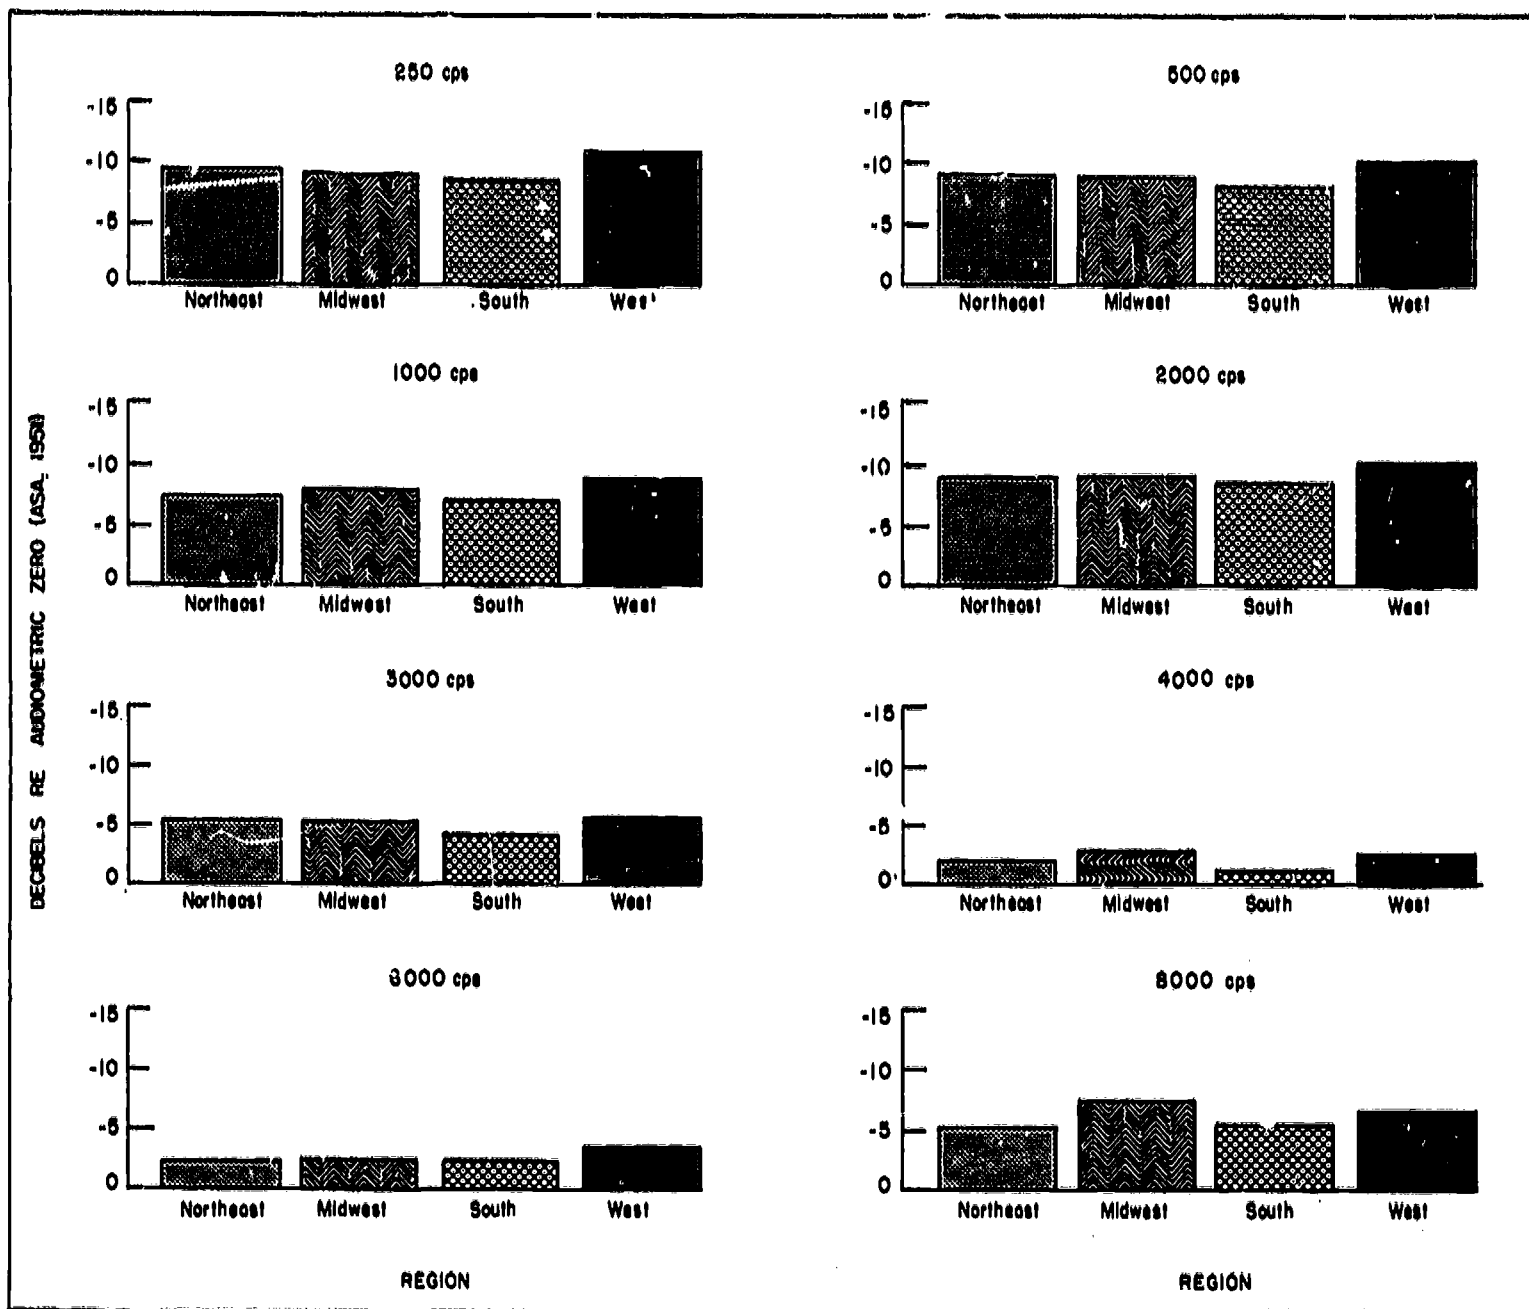 250 cps
-15
-10
-5
0
Northeast Midwest South West
500 cps
-15
-10
-5
0
Northeast Midwest South West
1000 cps
-15
-10
-5
0
Northeast Midwest South West
2000 cps
-15
-10
-5
0
Northeast Midwest South West
DECIBELS RE AUDIOMETRIC ZERO (ASA, 1951)
3000 cps
-15
-10
-5
0
Northeast Midwest South West
4000 cps
-15
-10
-5
0
Northeast Midwest South West
6000 cps
-15
-10
-5
0
Northeast Midwest South West
8000 cps
-15
-10
-5
0
Northeast Midwest South West
REGION
REGION